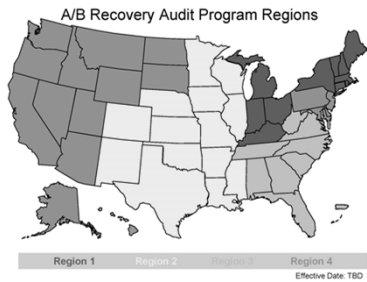 A/B Recovery Audit Program Regions
Region 1 Region 2 Region 3 Region 4
Effective Date: TBD